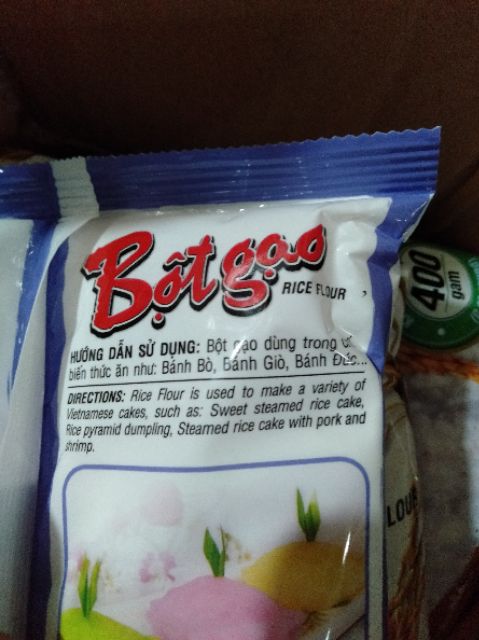 Bột gạo
RICE FLOUR
400
gam
HƯỚNG DẪN SỬ DỤNG: Bột gạo dùng trong
biến thức ăn như: Bánh Bò, Bánh Giò, Bánh Đúc...
DIRECTIONS: Rice Flour is used to make a variety of
Vietnamese cakes, such as: Sweet steamed rice cake,
Rice pyramid dumpling, Steamed rice cake with pork and
shrimp.